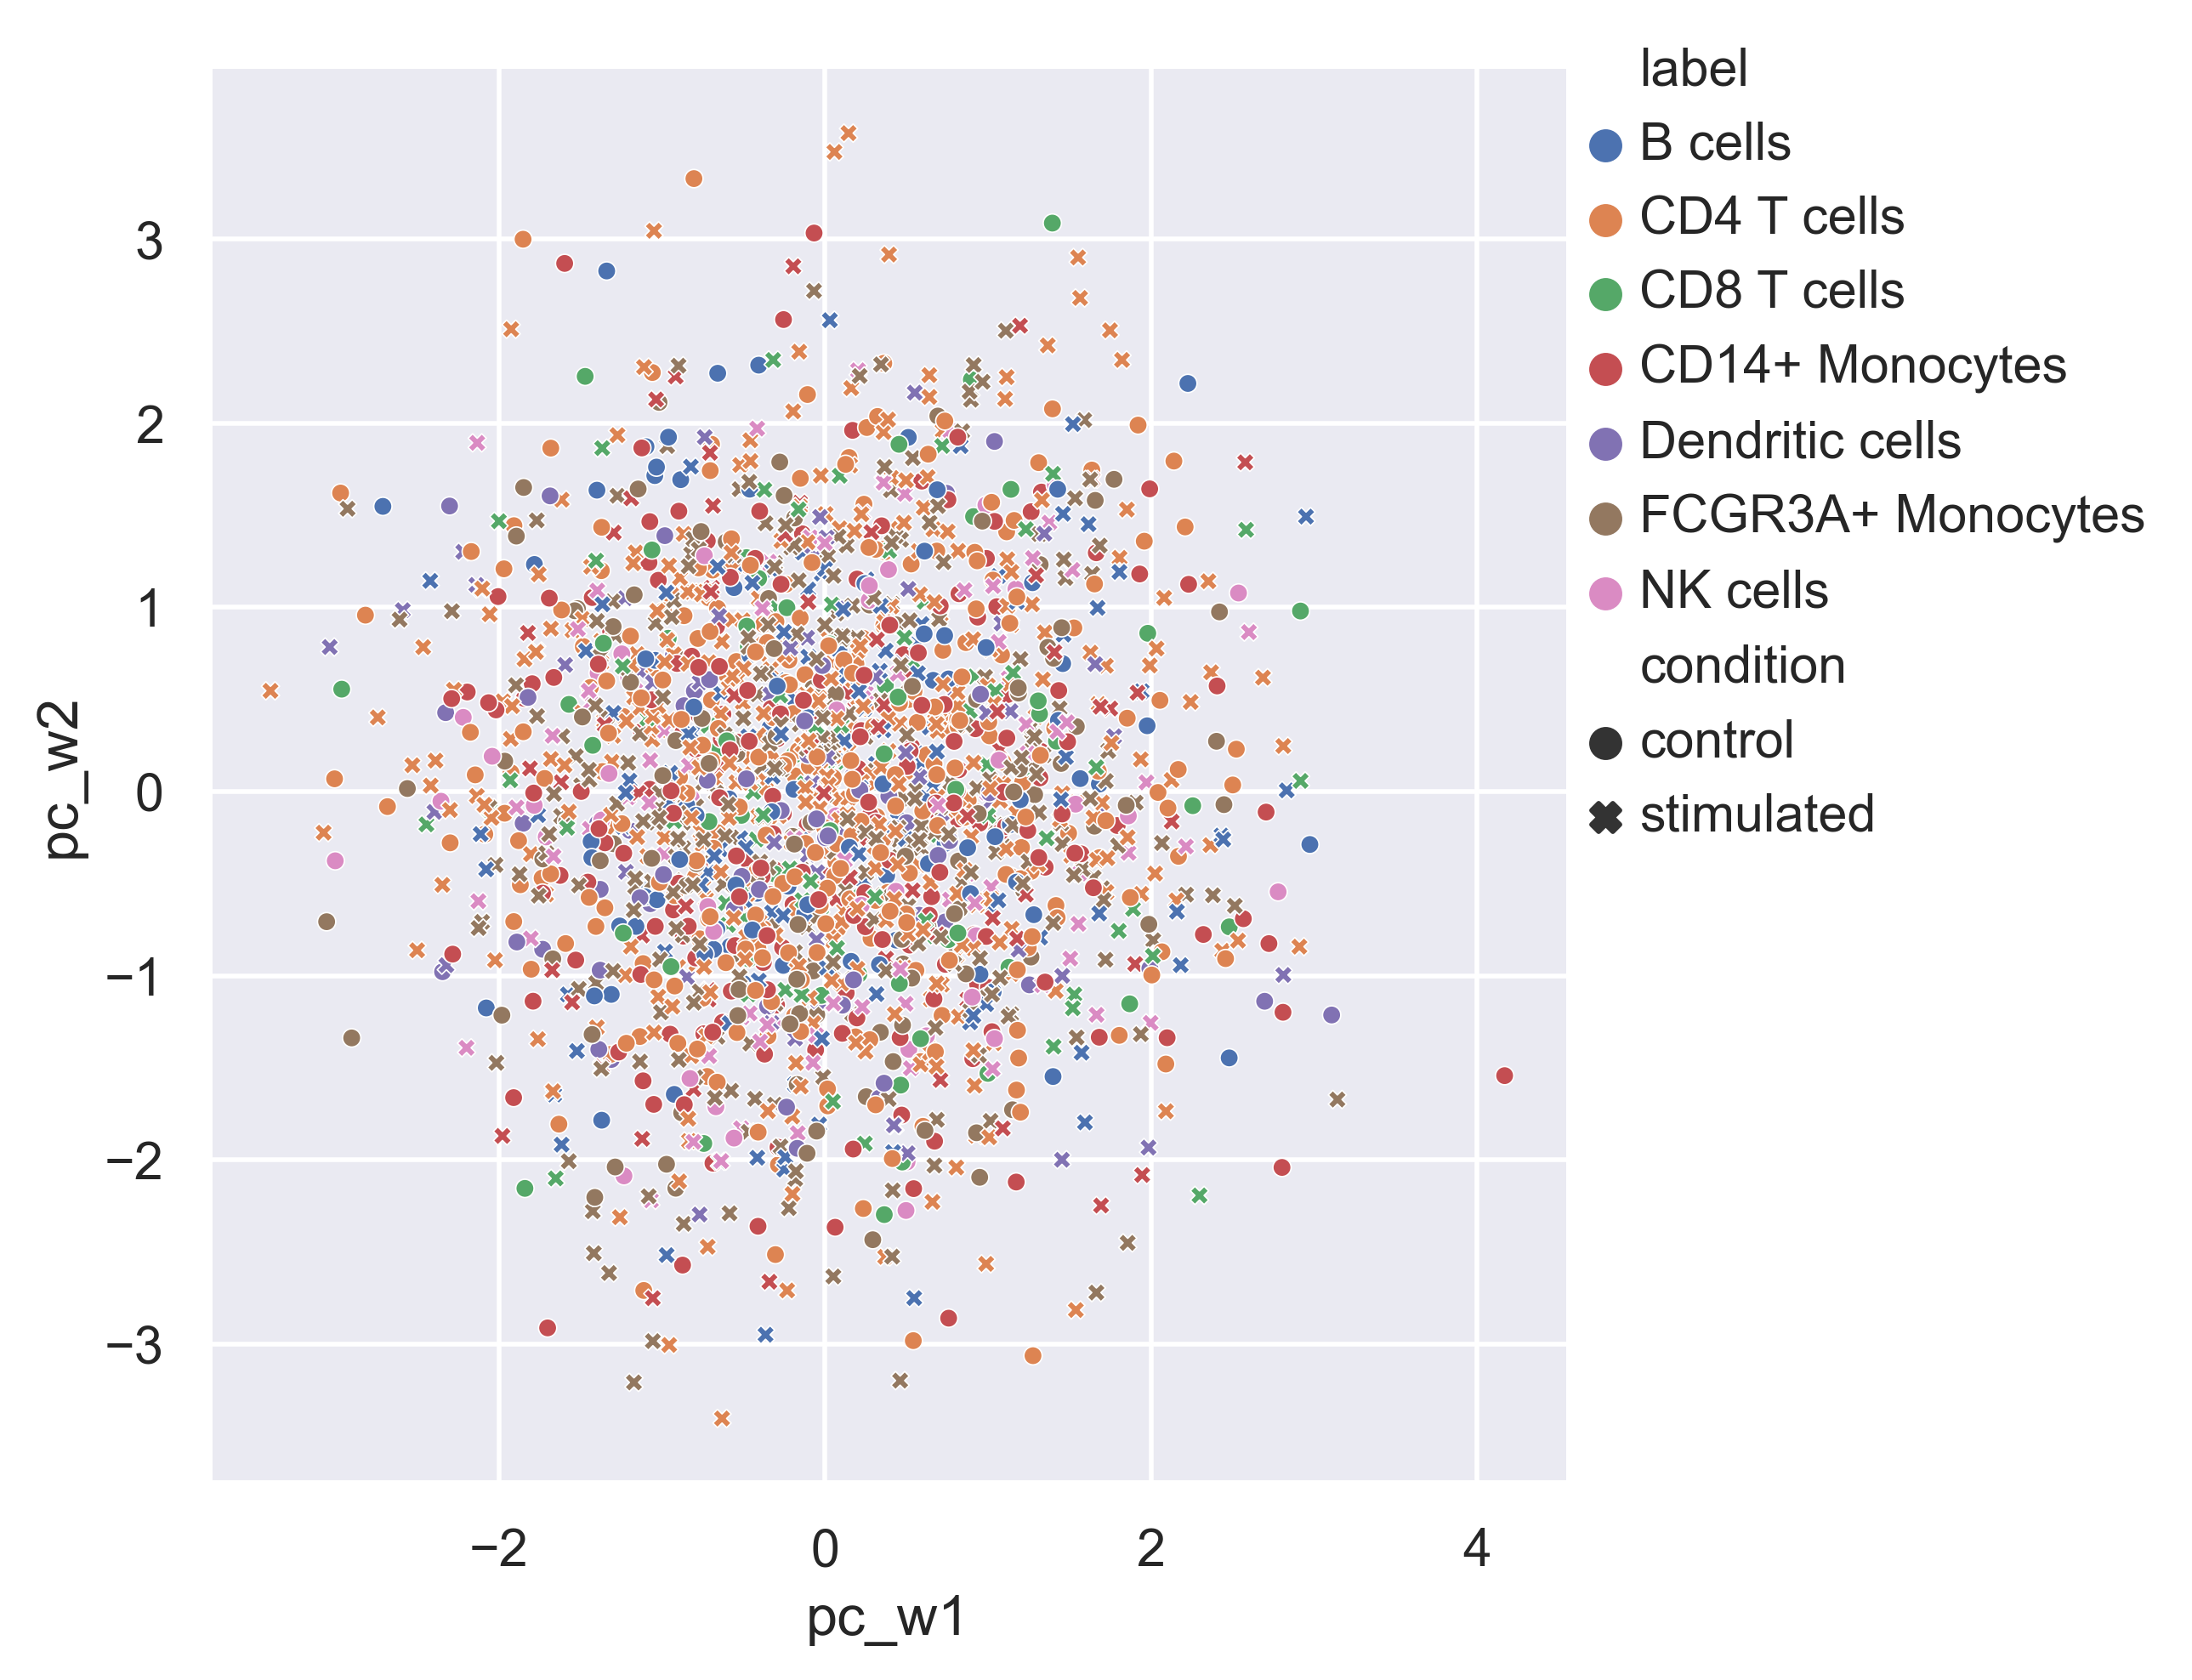 label
B cells
CD4 T cells
CD8 T cells
CD14+ Monocytes
Dendritic cells
FCGR3A+ Monocytes
NK cells
condition
control
stimulated
3
2
1
0
−1
−2
−3
pc_w2
−2 0 2 4
pc_w1